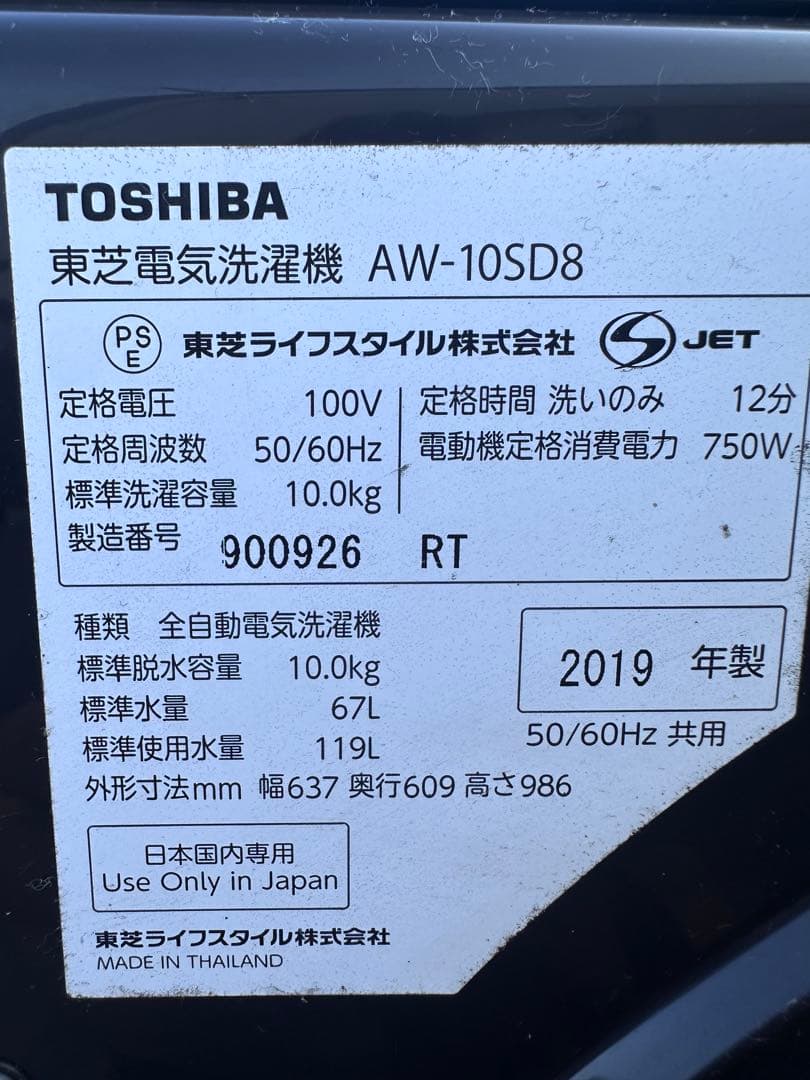 TOSHIBA
東芝電気洗濯機 AW-10SD8
PSE 東芝ライフスタイル株式会社 S JET
定格電圧 100V
定格周波数 50/60Hz
標準洗濯容量 10.0kg
定格時間 洗いのみ 12分
電動機定格消費電力 750W
製造番号 900926 RT
種類 全自動電気洗濯機
標準脱水容量 10.0kg
標準水量 67L
標準使用水量 119L
外形寸法mm 幅637 奥行609 高さ986
2019 年製
50/60Hz 共用
日本国内専用
Use Only in Japan
東芝ライフスタイル株式会社
MADE IN THAILAND